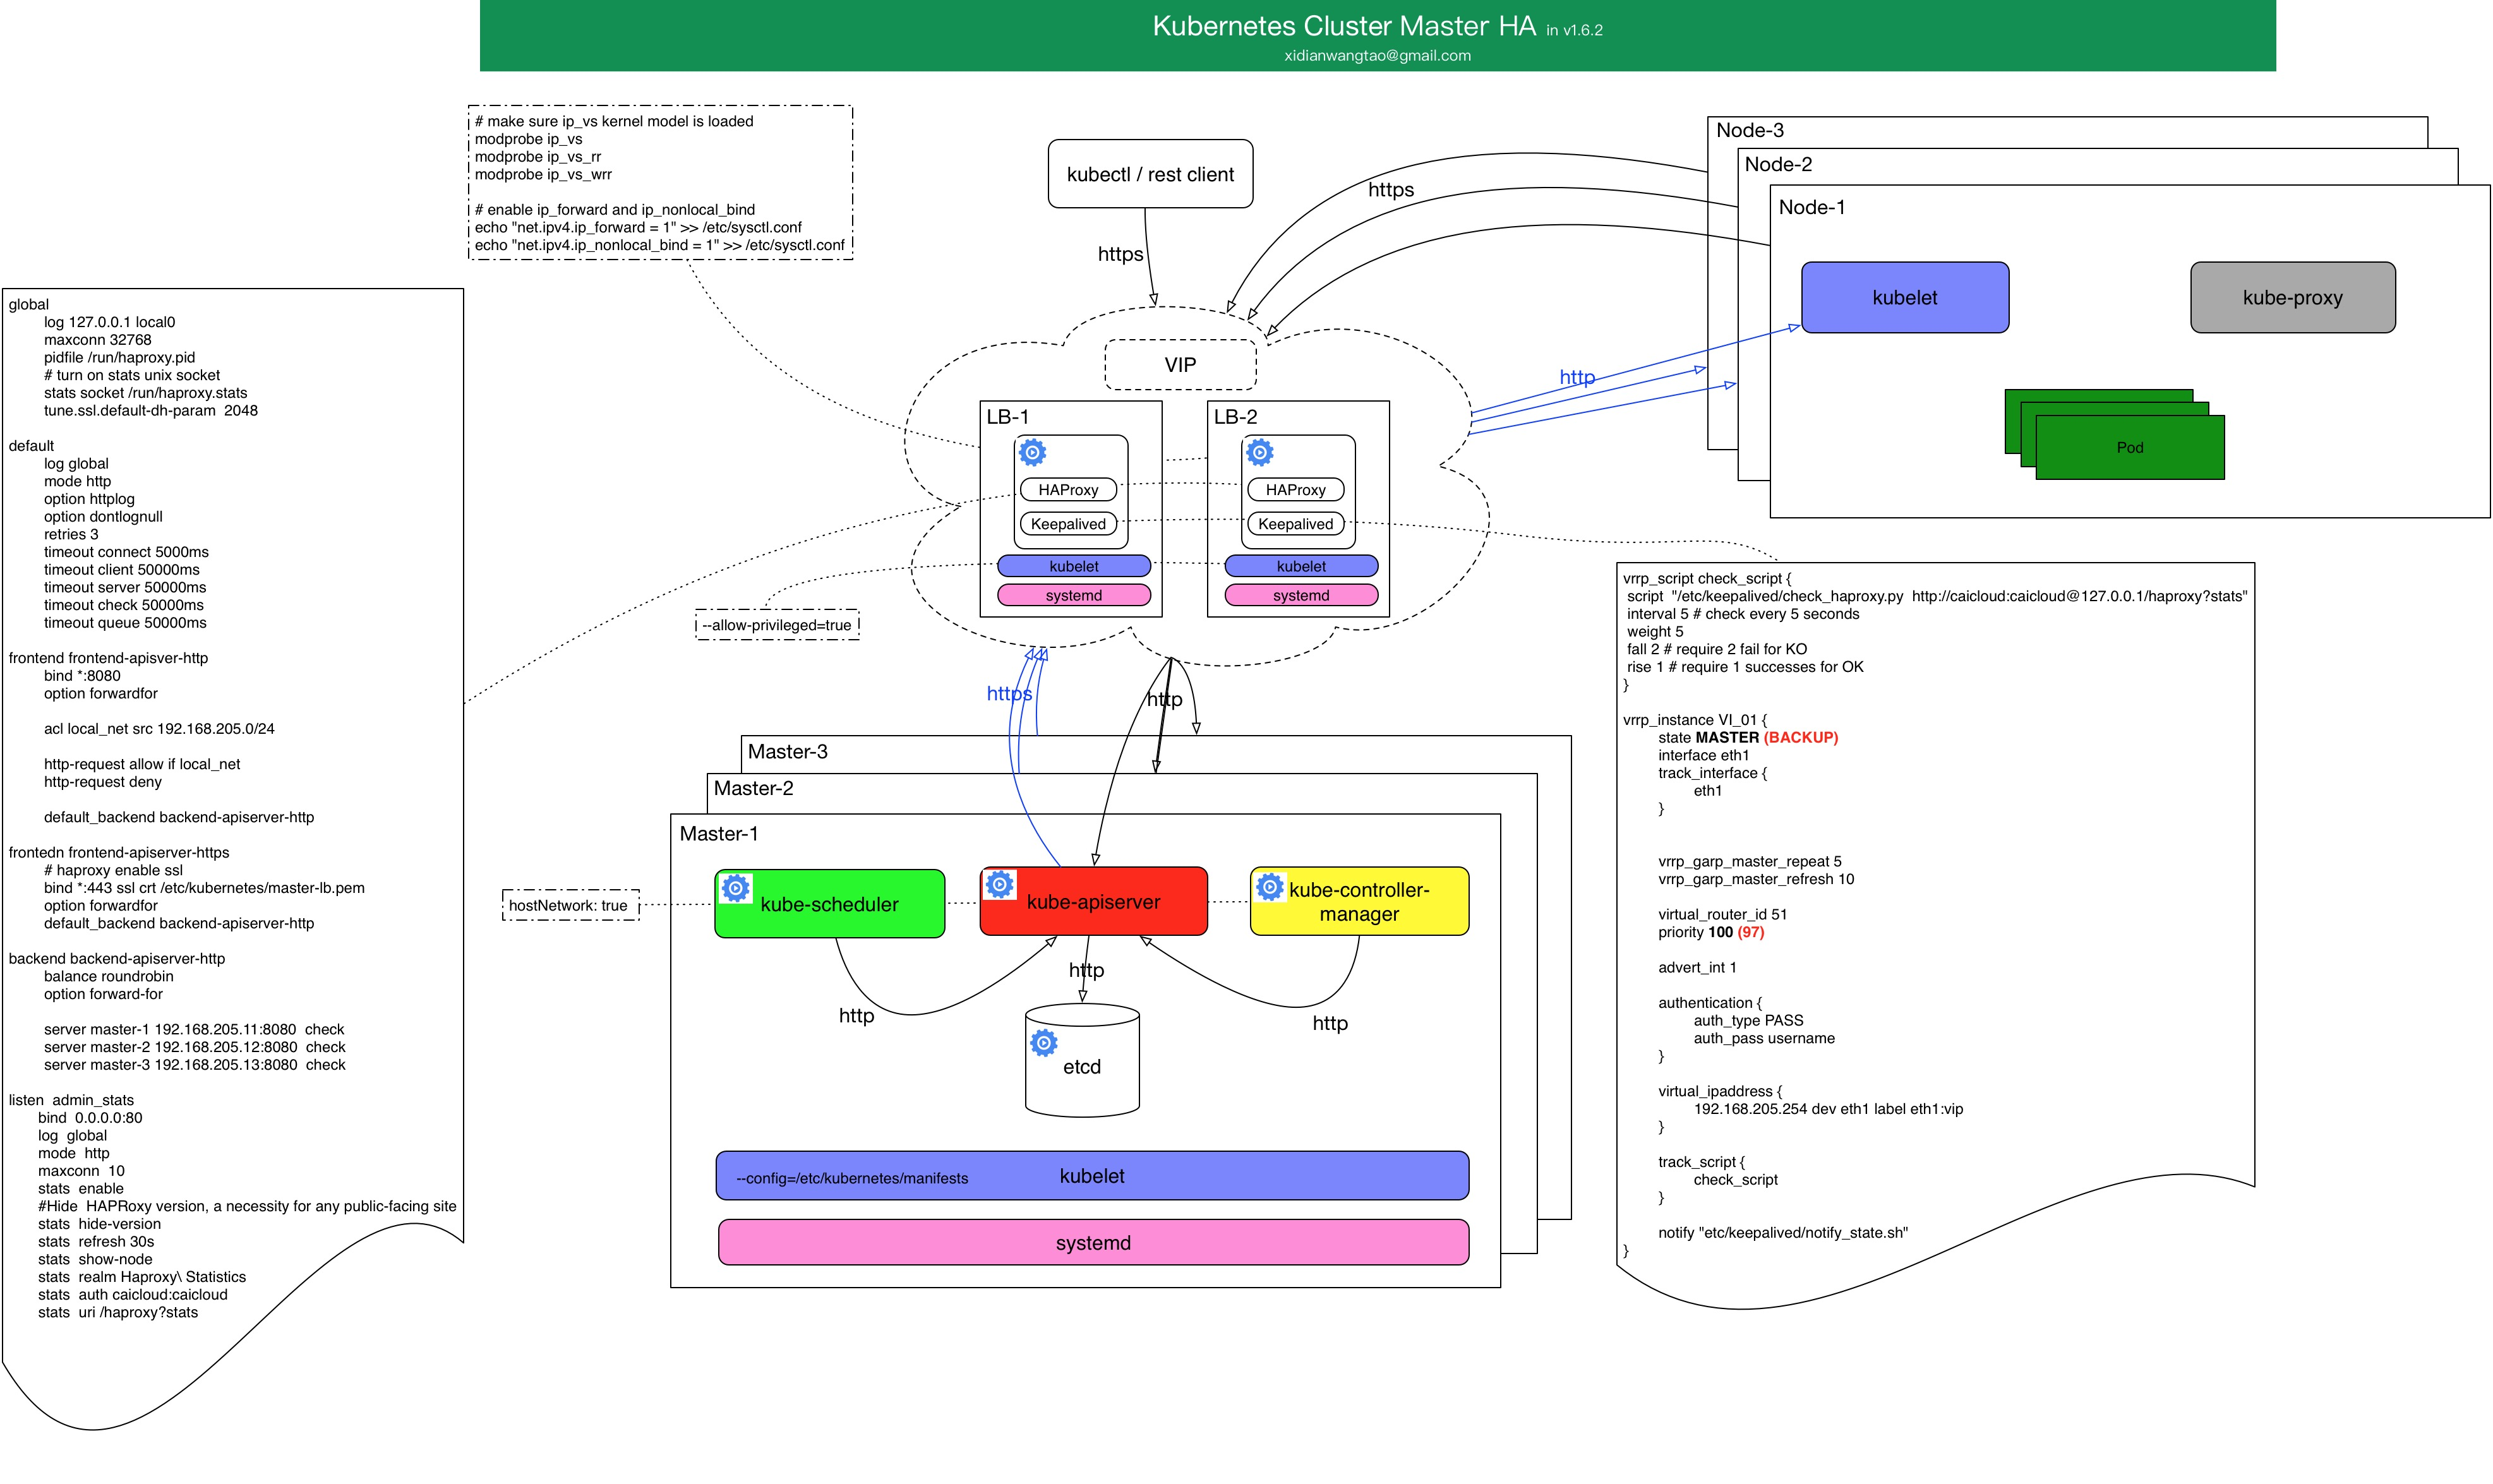 Kubernetes Cluster Master HA in v1.6.2
xidianwangtao@gmail.com
# make sure ip_vs kernel model is loaded
modprobe ip_vs
modprobe ip_vs_rr
modprobe ip_vs_wrr
# enable ip_forward and ip_nonlocal_bind
echo "net.ipv4.ip_forward = 1" >> /etc/sysctl.conf
echo "net.ipv4.ip_nonlocal_bind = 1" >> /etc/sysctl.conf
kubectl / rest client
https
https
Node-3
Node-2
Node-1
kubelet
kube-proxy
Pod
http
VIP
LB-1
HAProxy
Keepalived
kubelet
systemd
LB-2
HAProxy
Keepalived
kubelet
systemd
--allow-privileged=true
https
http
global
log 127.0.0.1 local0
maxconn 32768
pidfile /run/haproxy.pid
# turn on stats unix socket
stats socket /run/haproxy.stats
tune.ssl.default-dh-param 2048
default
log global
mode http
option httplog
option dontlognull
retries 3
timeout connect 5000ms
timeout client 50000ms
timeout server 50000ms
timeout check 50000ms
timeout queue 50000ms
frontend frontend-apisver-http
bind *:8080
option forwardfor
acl local_net src 192.168.205.0/24
http-request allow if local_net
http-request deny
default_backend backend-apiserver-http
frontedn frontend-apiserver-https
# haproxy enable ssl
bind *:443 ssl crt /etc/kubernetes/master-lb.pem
option forwardfor
default_backend backend-apiserver-http
backend backend-apiserver-http
balance roundrobin
option forward-for
server master-1 192.168.205.11:8080 check
server master-2 192.168.205.12:8080 check
server master-3 192.168.205.13:8080 check
listen admin_stats
bind 0.0.0.0:80
log global
mode http
maxconn 10
stats enable
#Hide HAPRoxy version, a necessity for any public-facing site
stats hide-version
stats refresh 30s
stats show-node
stats realm Haproxy\ Statistics
stats auth caicloud:caicloud
stats uri /haproxy?stats
Master-3
Master-2
Master-1
hostNetwork: true
kube-scheduler
kube-apiserver
kube-controller-
manager
http
http
http
etcd
--config=/etc/kubernetes/manifests
kubelet
systemd
vrrp_script check_script {
script "/etc/keepalived/check_haproxy.py http://caicloud:caicloud@127.0.0.1/haproxy?stats"
interval 5 # check every 5 seconds
weight 5
fall 2 # require 2 fail for KO
rise 1 # require 1 successes for OK
}
vrrp_instance VI_01 {
state MASTER (BACKUP)
interface eth1
track_interface {
eth1
}
vrrp_garp_master_repeat 5
vrrp_garp_master_refresh 10
virtual_router_id 51
priority 100 (97)
advert_int 1
authentication {
auth_type PASS
auth_pass username
}
virtual_ipaddress {
192.168.205.254 dev eth1 label eth1:vip
}
track_script {
check_script
}
notify "etc/keepalived/notify_state.sh"
}